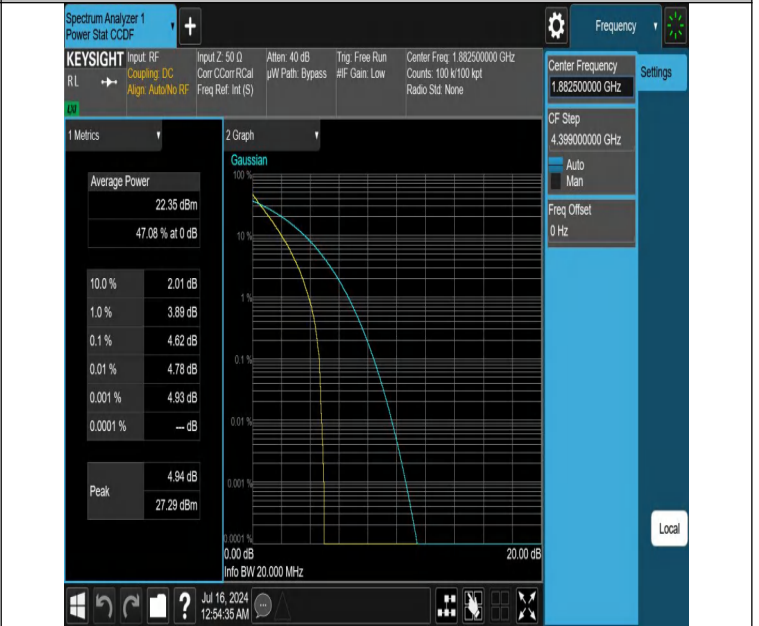 Spectrum Analyzer 1
Power Stat CCDF
Frequency
KEYSIGHT
RL
Input: RF
Coupling: DC
Align: Auto/No RF
Input Z: 50 Ω
Corr CCorr RCal
Freq Ref: Int (S)
Atten: 40 dB
µW Path: Bypass
Trig: Free Run
#IF Gain: Low
Center Freq: 1.882500000 GHz
Counts: 100 k/100 kpt
Radio Std: None
Center Frequency
1.882500000 GHz
Settings
CF Step
4.399000000 GHz
Auto
Man
Freq Offset
0 Hz
1 Metrics
Average Power
22.35 dBm
47.08 % at 0 dB
10.0 % 2.01 dB
1.0 % 3.89 dB
0.1 % 4.62 dB
0.01 % 4.78 dB
0.001 % 4.93 dB
0.0001 % --- dB
Peak
4.94 dB
27.29 dBm
2 Graph
Gaussian
100 %
10 %
1 %
0.1 %
0.01 %
0.001 %
0.0001 %
0.00 dB 20.00 dB
Info BW 20.000 MHz
Local
Jul 16, 2024
12:54:35 AM